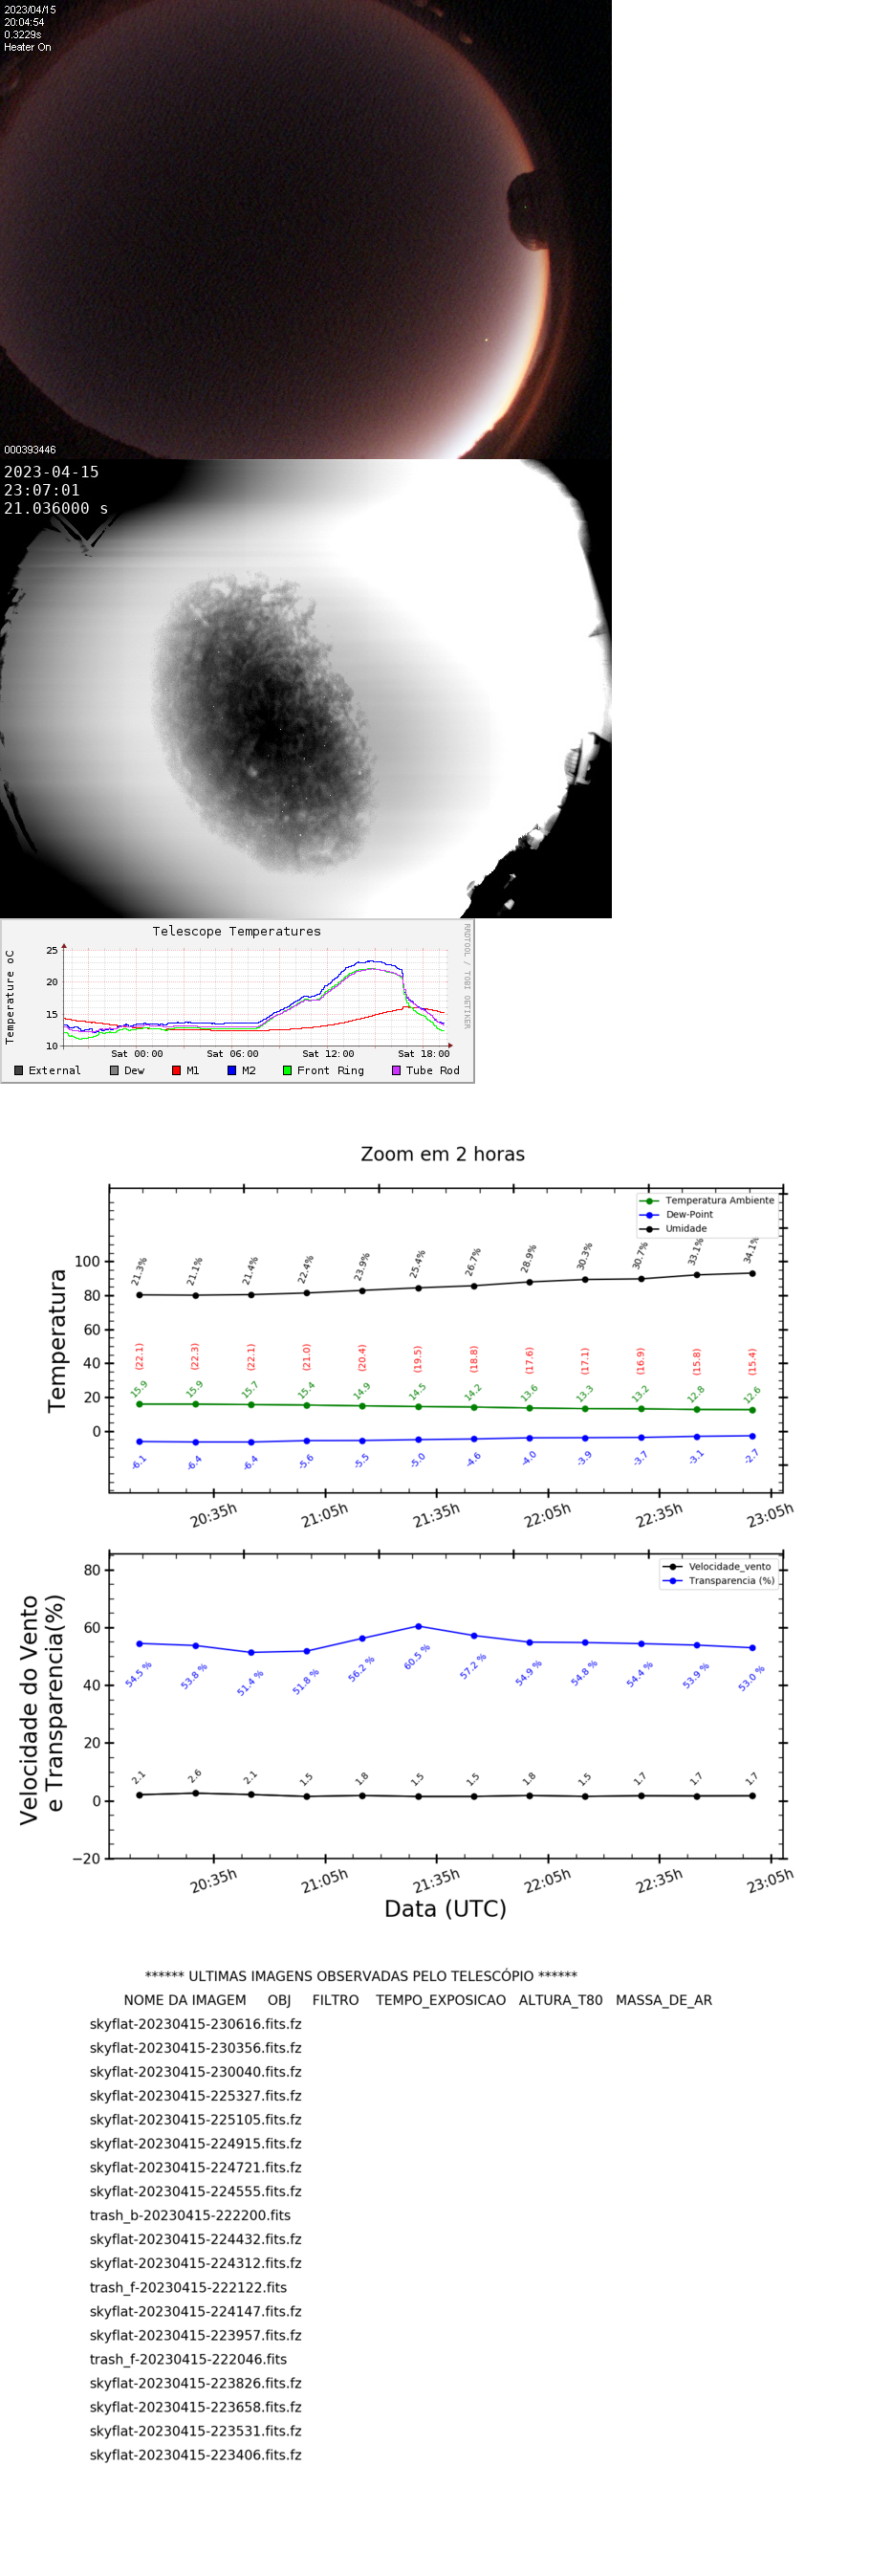 2023/04/15
20:04:54
0.3229s
Heater On
000393446
2023-04-15
23:07:01
21.036000 s
Telescope Temperatures
RRDTOOL / TOBI OETIKER
Temperature oC
25
20
15
10
Sat 00:00 Sat 06:00 Sat 12:00 Sat 18:00
External Dew M1 M2 Front Ring Tube Rod
Zoom em 2 horas
Temperatura Ambiente
Dew-Point
Umidade
Temperatura
100
80
60
40
20
0
21.3% 21.1% 21.4% 22.4% 23.9% 25.4% 26.7% 28.9% 30.3% 30.7% 33.1% 34.1%
(22.1) (22.3) (22.1) (21.0) (20.4) (19.5) (18.8) (17.6) (17.1) (16.9) (15.8) (15.4)
15.9 15.9 15.7 15.4 14.9 14.5 14.2 13.6 13.3 13.2 12.8 12.6
-6.1 -6.4 -6.4 -5.6 -5.5 -5.0 -4.6 -4.0 -3.9 -3.7 -3.1 -2.7
20:35h 21:05h 21:35h 22:05h 22:35h 23:05h
Velocidade_vento
Transparencia (%)
Velocidade do Vento
e Transparencia(%)
80
60
40
20
0
−20
54.5 % 53.8 % 51.4 % 51.8 % 56.2 % 60.5 % 57.2 % 54.9 % 54.8 % 54.4 % 53.9 % 53.0 %
2.1 2.6 2.1 1.5 1.8 1.5 1.5 1.8 1.5 1.7 1.7 1.7
20:35h 21:05h 21:35h 22:05h 22:35h 23:05h
Data (UTC)
****** ULTIMAS IMAGENS OBSERVADAS PELO TELESCÓPIO ******
NOME DA IMAGEM OBJ FILTRO TEMPO_EXPOSICAO ALTURA_T80 MASSA_DE_AR
skyflat-20230415-230616.fits.fz
skyflat-20230415-230356.fits.fz
skyflat-20230415-230040.fits.fz
skyflat-20230415-225327.fits.fz
skyflat-20230415-225105.fits.fz
skyflat-20230415-224915.fits.fz
skyflat-20230415-224721.fits.fz
skyflat-20230415-224555.fits.fz
trash_b-20230415-222200.fits
skyflat-20230415-224432.fits.fz
skyflat-20230415-224312.fits.fz
trash_f-20230415-222122.fits
skyflat-20230415-224147.fits.fz
skyflat-20230415-223957.fits.fz
trash_f-20230415-222046.fits
skyflat-20230415-223826.fits.fz
skyflat-20230415-223658.fits.fz
skyflat-20230415-223531.fits.fz
skyflat-20230415-223406.fits.fz